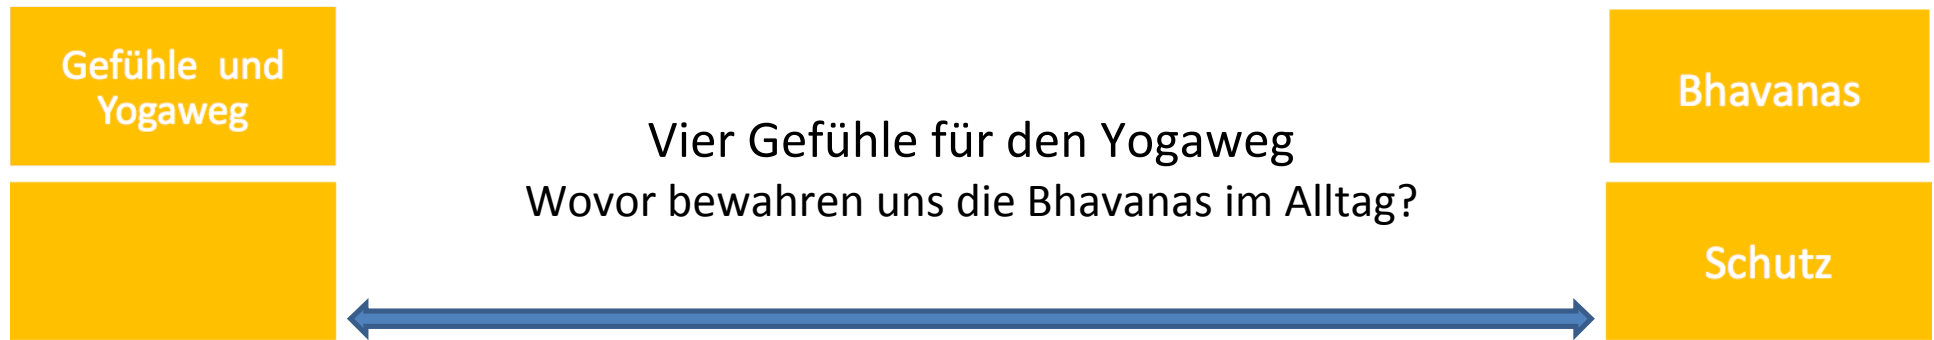 Gefühle und
Yogaweg
Vier Gefühle für den Yogaweg
Wovor bewahren uns die Bhavanas im Alltag?
Bhavanas
Schutz